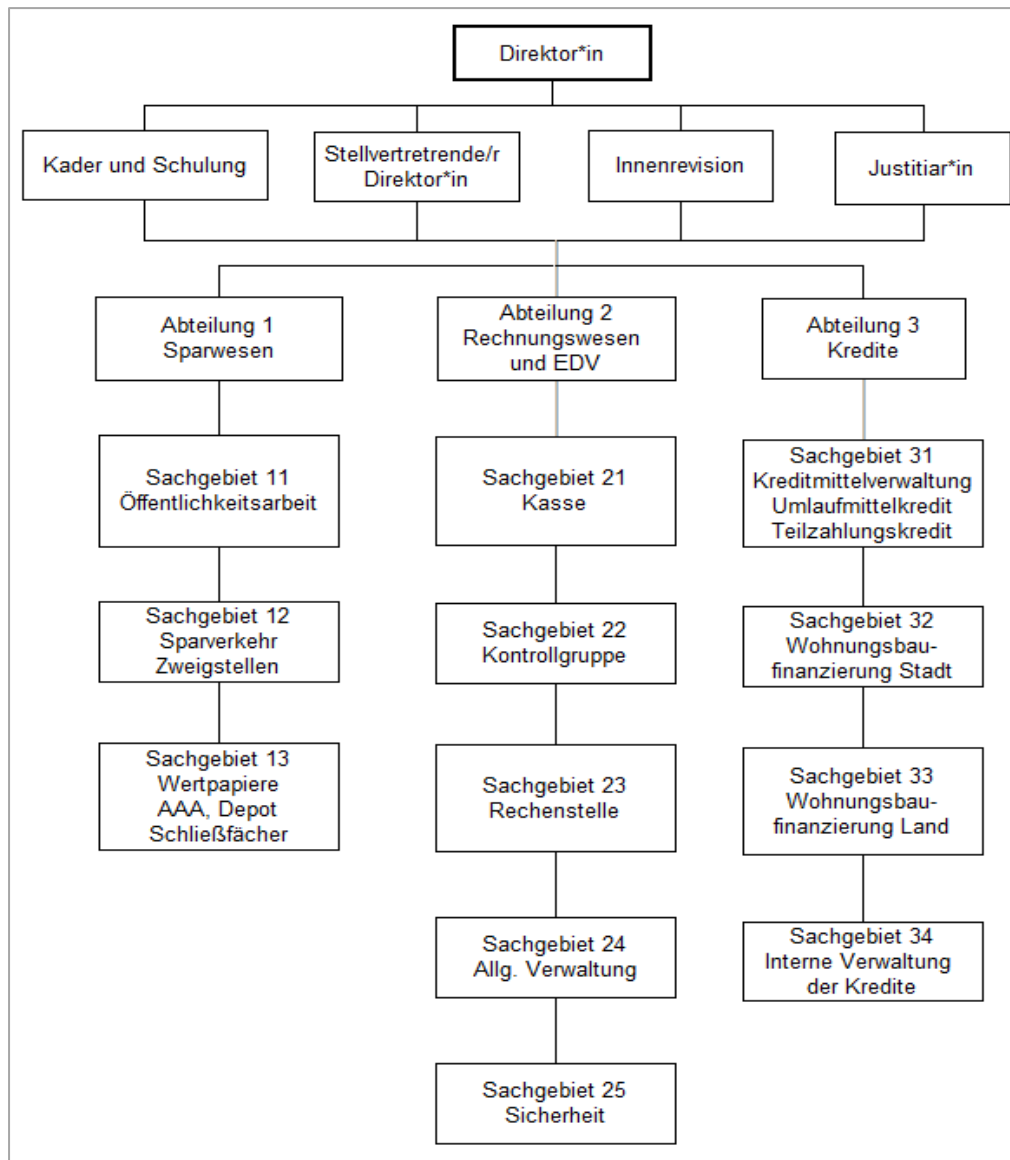 Direktor*in
Kader und Schulung
Stellvertretrende/r
Direktor*in
Innenrevision
Justitiar*in
Abteilung 1
Sparwesen
Abteilung 2
Rechnungswesen
und EDV
Abteilung 3
Kredite
Sachgebiet 11
Öffentlichkeitsarbeit
Sachgebiet 21
Kasse
Sachgebiet 31
Kreditmittelverwaltung
Umlaufmittelkredit
Teilzahlungskredit
Sachgebiet 12
Sparverkehr
Zweigstellen
Sachgebiet 22
Kontrollgruppe
Sachgebiet 32
Wohnungsbau-
finanzierung Stadt
Sachgebiet 13
Wertpapiere
AAA, Depot
Schließfächer
Sachgebiet 23
Rechenstelle
Sachgebiet 33
Wohnungsbau-
finanzierung Land
Sachgebiet 24
Allg. Verwaltung
Sachgebiet 34
Interne Verwaltung
der Kredite
Sachgebiet 25
Sicherheit